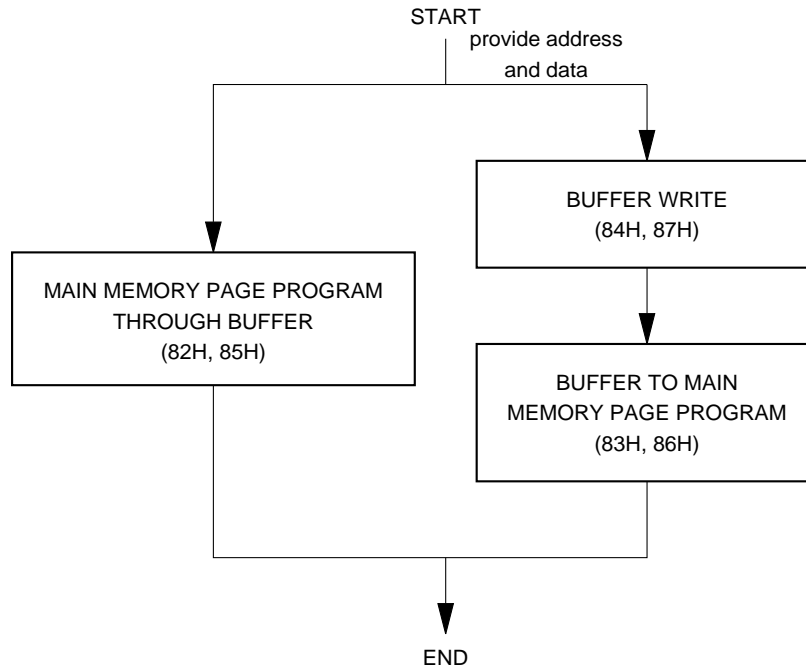 START
provide address
and data
BUFFER WRITE
(84H, 87H)
MAIN MEMORY PAGE PROGRAM
THROUGH BUFFER
(82H, 85H)
BUFFER TO MAIN
MEMORY PAGE PROGRAM
(83H, 86H)
END